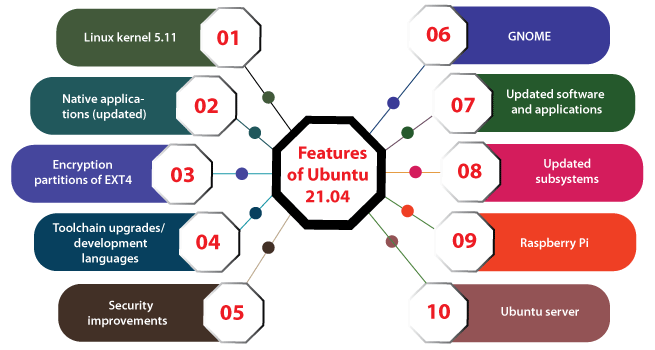 01
Linux kernel 5.11
02
Native applica-
tions (updated)
03
Encryption
partitions of EXT4
04
Toolchain upgrades/
development
languages
05
Security
improvements
Features
of Ubuntu
21.04
06
GNOME
07
Updated software
and applications
08
Updated
subsystems
09
Raspberry Pi
10
Ubuntu server